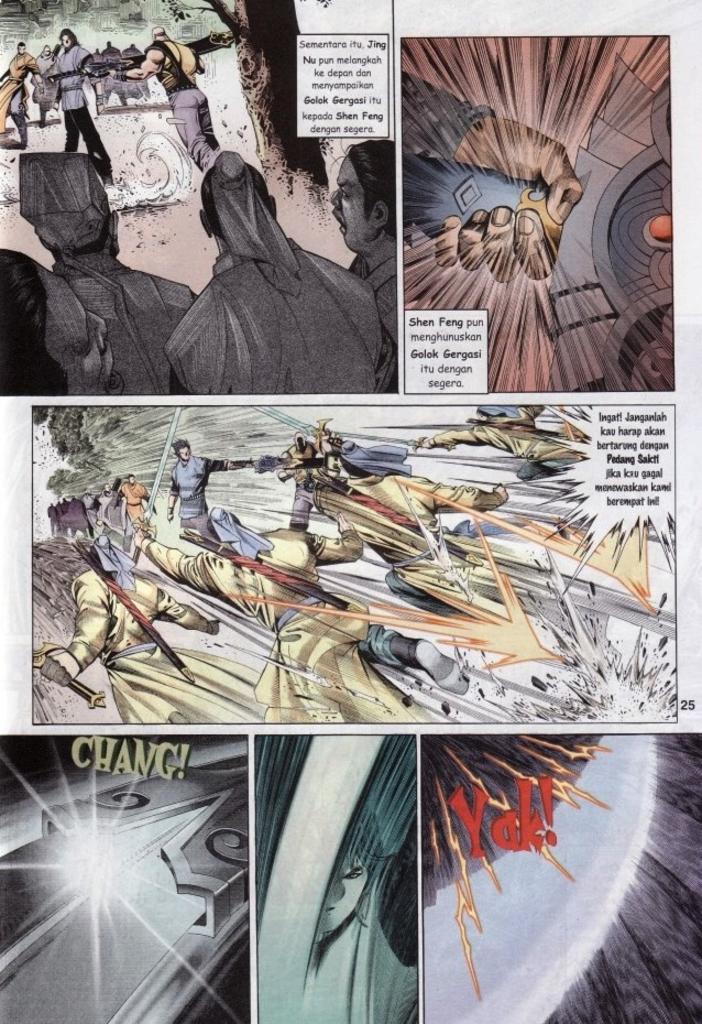 Sementara itu, Jing
Nu pun melangkah
ke depan dan
menyampaikan
Golok Gergasi itu
kepada Shen Feng
dengan segera.
Shen Feng pun
menghunuskan
Golok Gergasi
itu dengan
segera.
Ingat! Janganlah
kau harap akan
bertarung dengan
Pedang Sakti
jika kau gagal
menewaskan kami
berempat ini!
25
CHANG!
Yak!